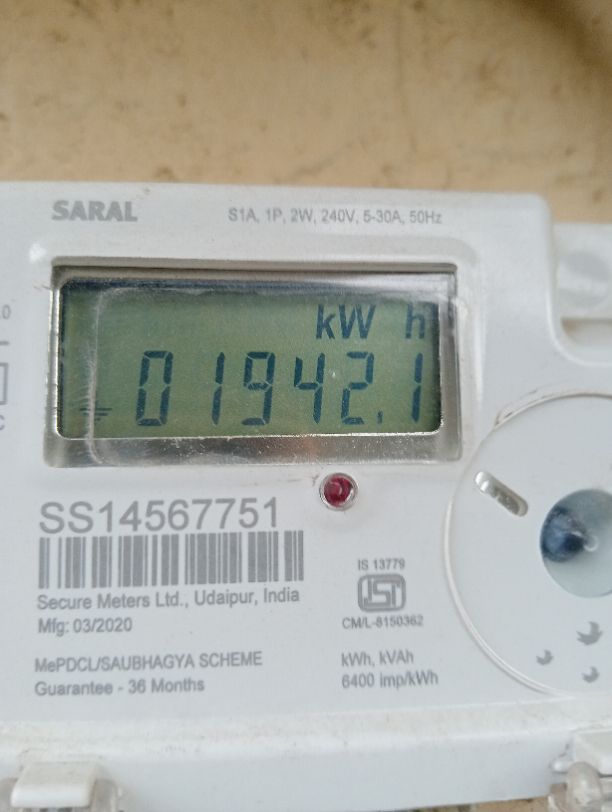 SARAL
S1A, 1P, 2W, 240V, 5-30A, 50Hz
kW h
01942.1
SS14567751
Secure Meters Ltd., Udaipur, India
Mfg: 03/2020
IS 13779
ISI
CM/L-8150362
MePDCL/SAUBHAGYA SCHEME
Guarantee - 36 Months
kWh, kVAh
6400 imp/kWh